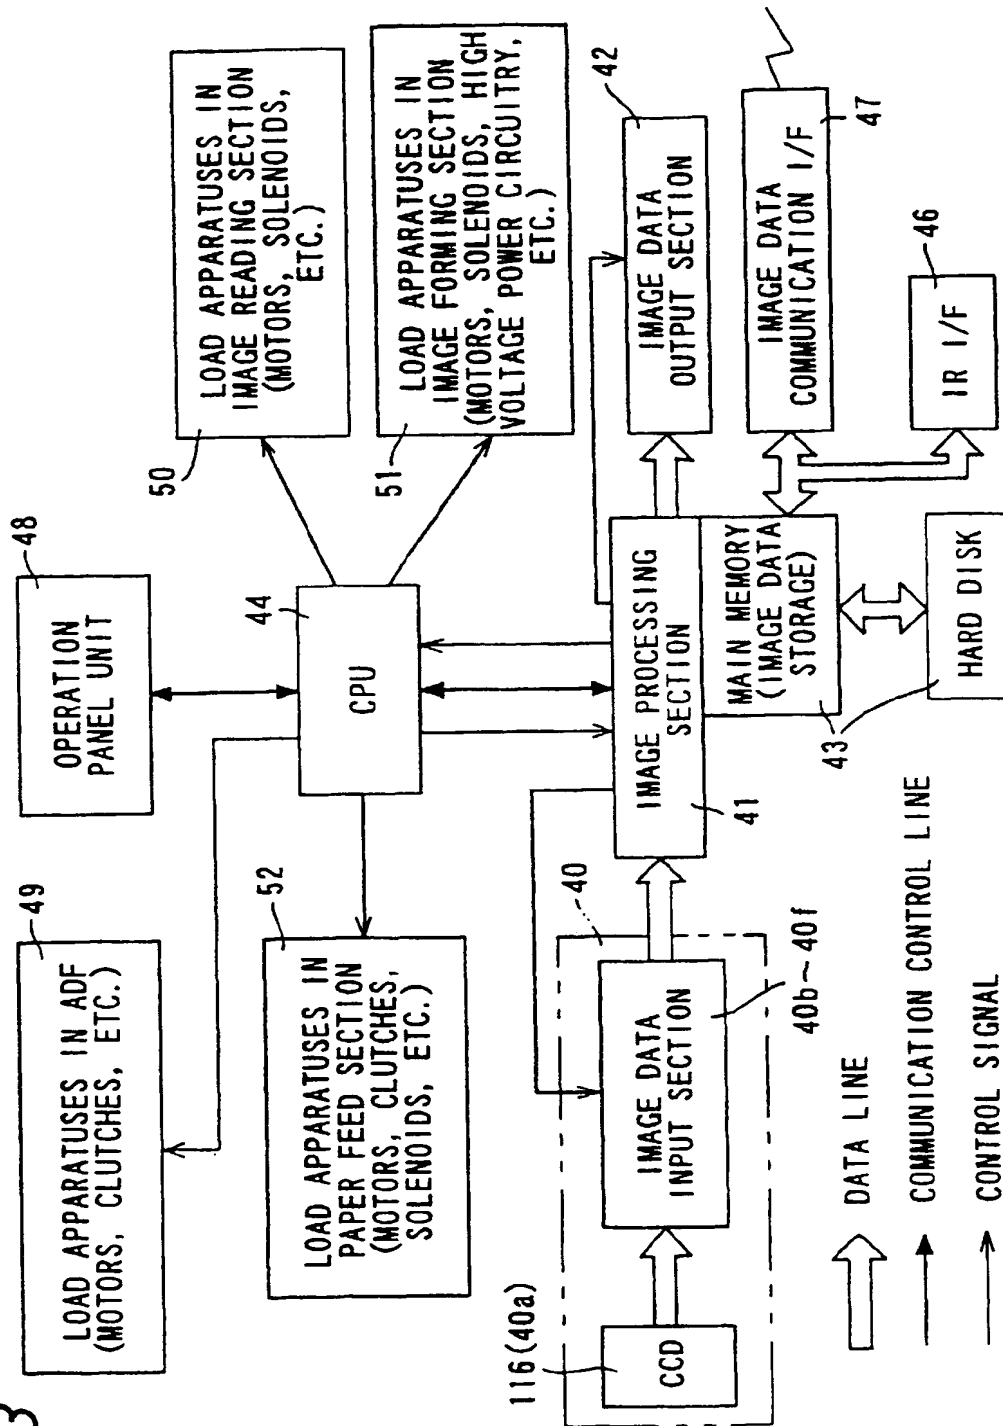 3
49
LOAD APPARATUSES IN ADF
(MOTORS, CLUTCHES, ETC.)
48
OPERATION
PANEL UNIT
50
LOAD APPARATUSES IN
IMAGE READING SECTION
(MOTORS, SOLENOIDS,
ETC.)
52
LOAD APPARATUSES IN
PAPER FEED SECTION
(MOTORS, CLUTCHES,
SOLENOIDS, ETC.)
44
CPU
51
LOAD APPARATUSES IN
IMAGE FORMING SECTION
(MOTORS, SOLENOIDS, HIGH
VOLTAGE POWER CIRCUITRY,
ETC.)
116(40a)
CCD
40
IMAGE DATA
INPUT SECTION
40b~40f
IMAGE PROCESSING
SECTION
41
42
IMAGE DATA
OUTPUT SECTION
MAIN MEMORY
(IMAGE DATA
STORAGE)
43
IMAGE DATA
COMMUNICATION I/F
47
46
IR I/F
HARD DISK
DATA LINE
COMMUNICATION CONTROL LINE
CONTROL SIGNAL